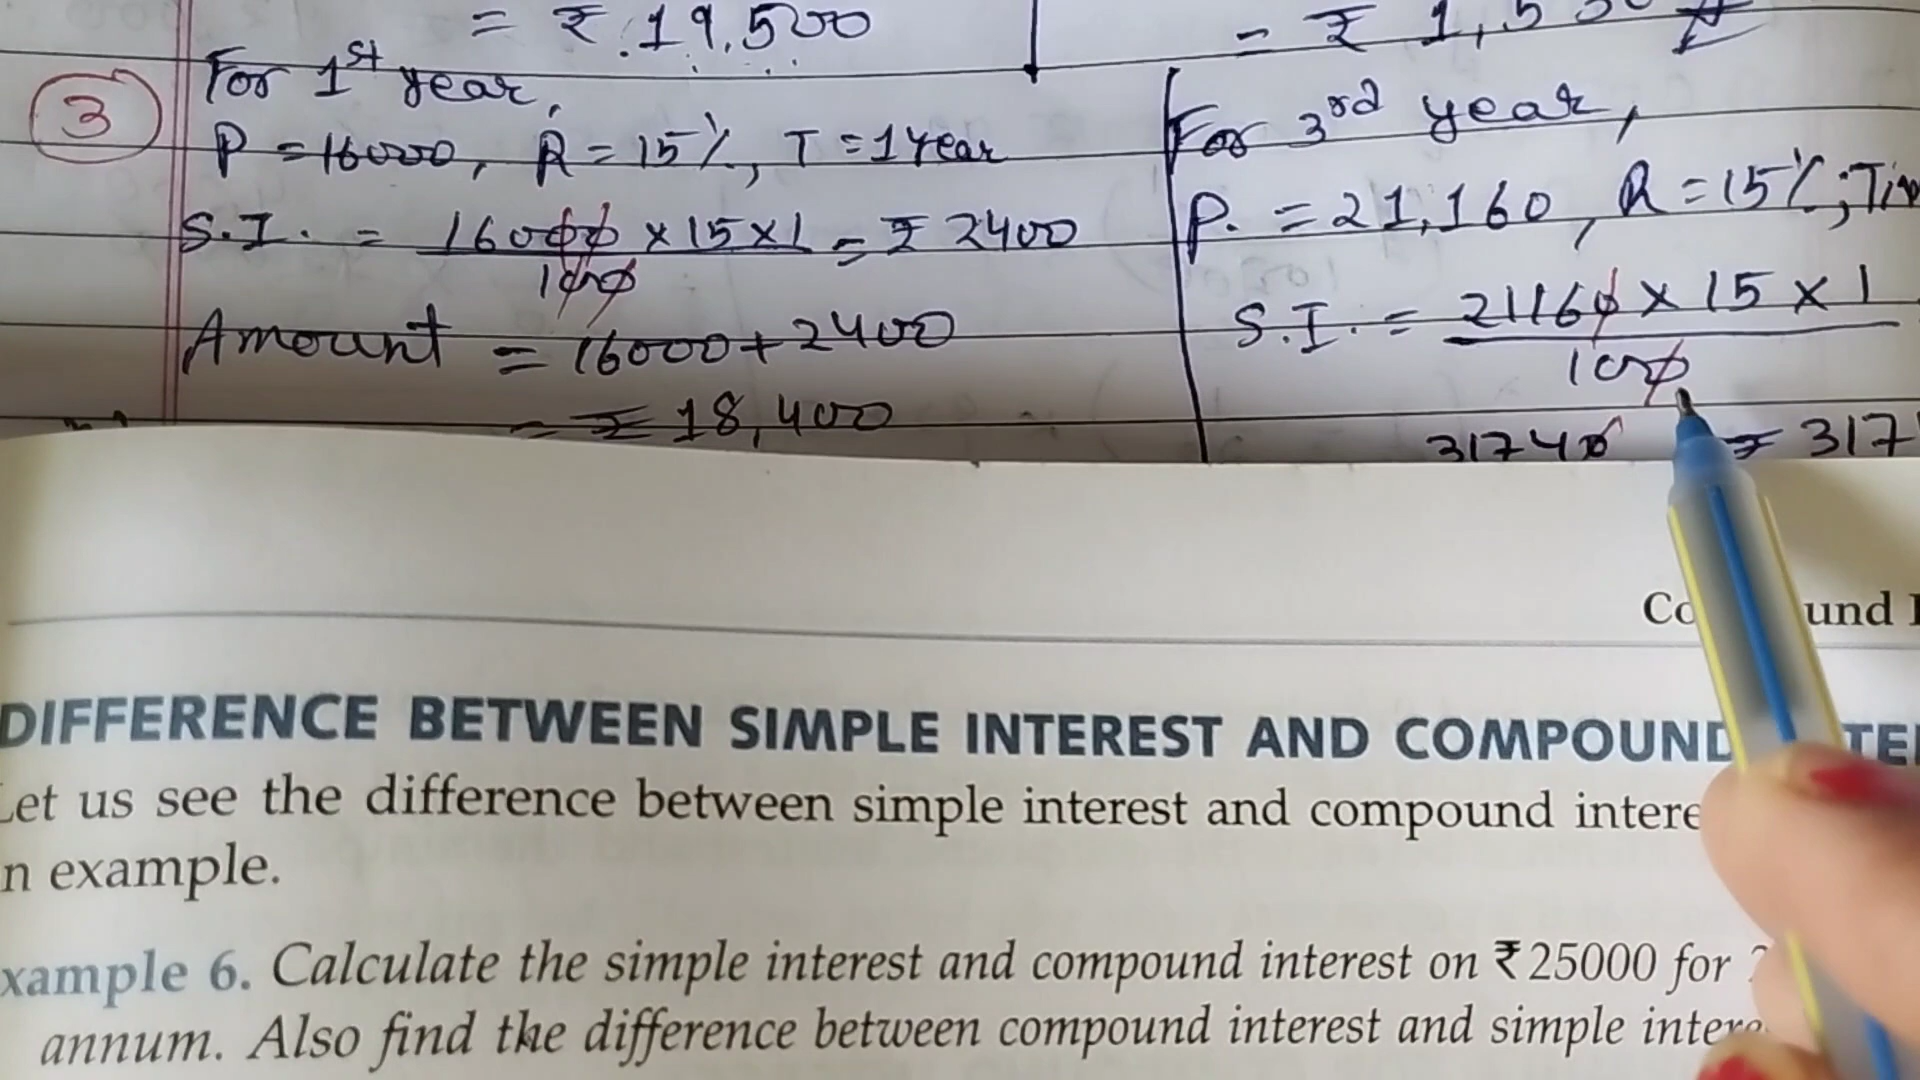 = ₹ 19,500
3
For 1st year,
P = 16000, R = 15%, T = 1 Year
S.I. = 16000 × 15 × 1 = ₹ 2400
100
Amount = 16000 + 2400
= ₹ 18,400
= ₹ 1,5
For 3rd year,
P. = 21,160, R = 15%;
S.I. = 21160 × 15 × 1
100
31740 = 317
DIFFERENCE BETWEEN SIMPLE INTEREST AND COMPOUND
Let us see the difference between simple interest and compound intere
n example.
xample 6. Calculate the simple interest and compound interest on ₹ 25000 for
annum. Also find the difference between compound interest and simple